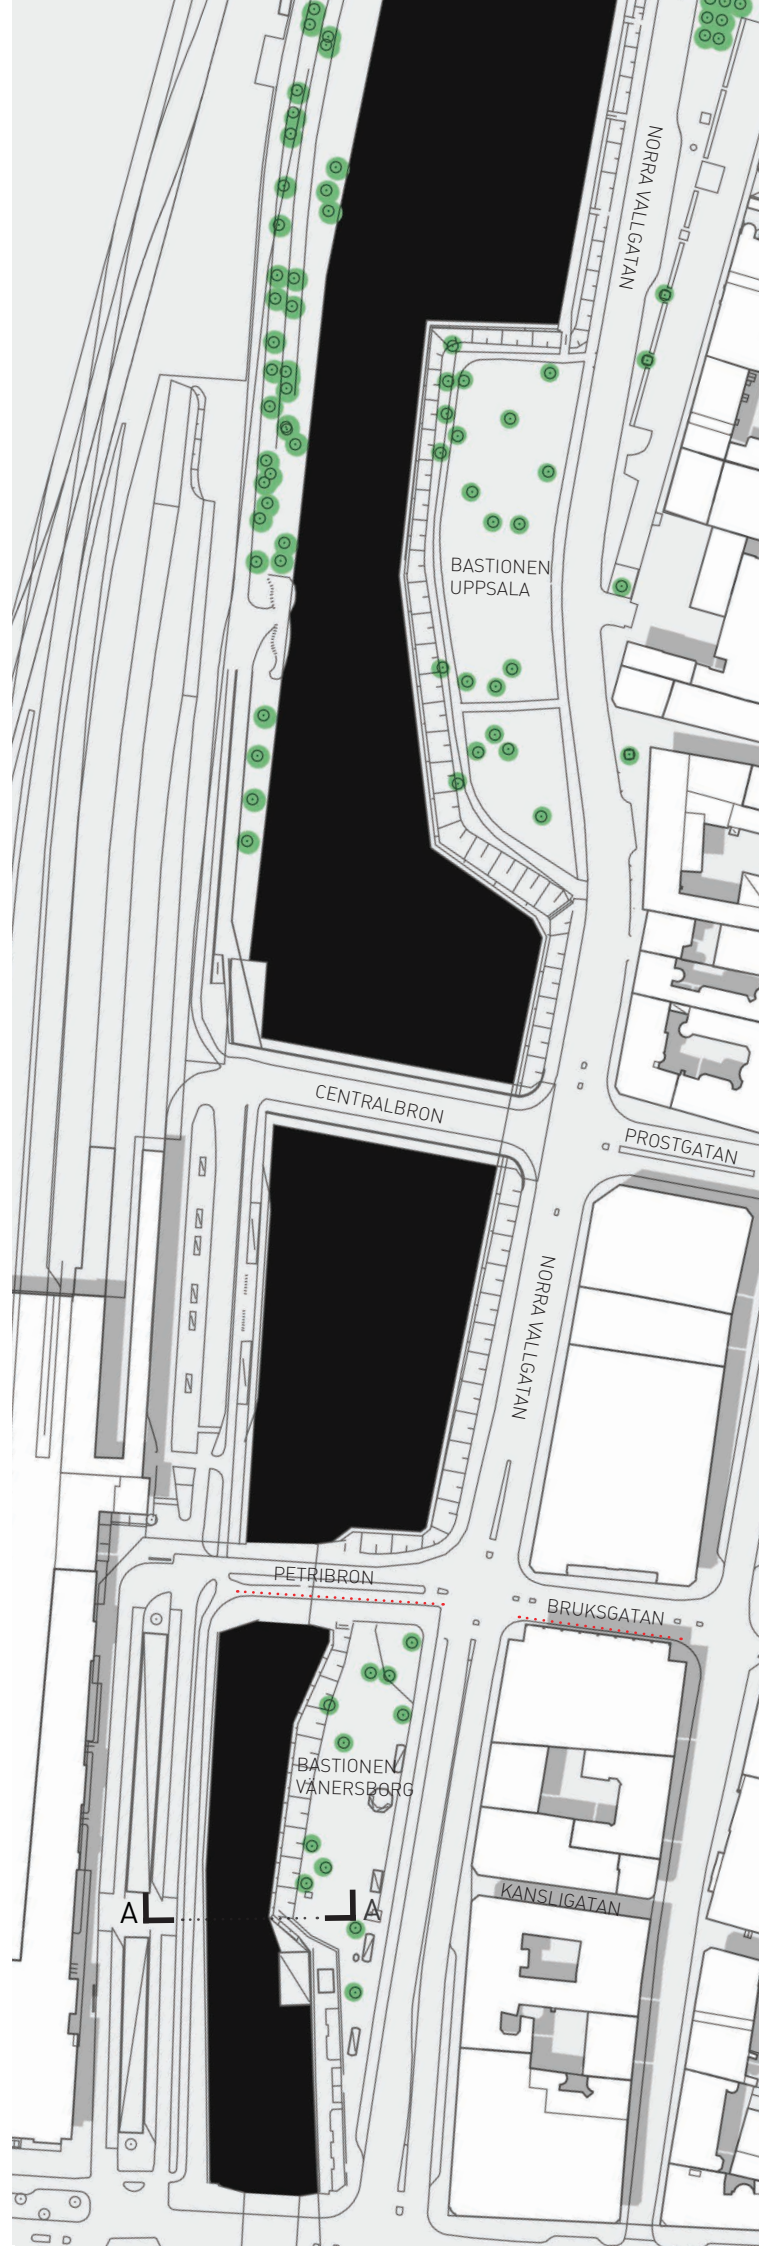 NORRA VALLGATAN
BASTIONEN
UPPSALA
CENTRALBRON
PROSTGATAN
NORRA VALLGATAN
PETRIBRON
BRUKSGATAN
BASTIONEN
VÄNERSBORG
KANSLIGATAN
A A